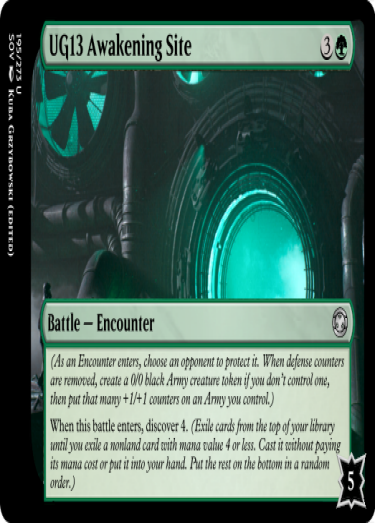 UG13 Awakening Site 3
195/273 U
SOV Kuba Grzybowski (edited)
Battle – Encounter
(As an Encounter enters, choose an opponent to protect it. When defense counters
are removed, create a 0/0 black Army creature token if you don't control one,
then put that many +1/+1 counters on an Army you control.)
When this battle enters, discover 4. (Exile cards from the top of your library
until you exile a nonland card with mana value 4 or less. Cast it without paying
its mana cost or put it into your hand. Put the rest on the bottom in a random
order.)
5